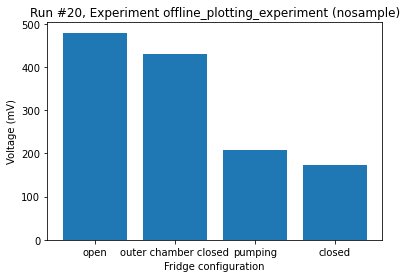 Run #20, Experiment offline_plotting_experiment (nosample)
500
400
300
200
100
0
Voltage (mV)
open outer chamber closed pumping closed
Fridge configuration